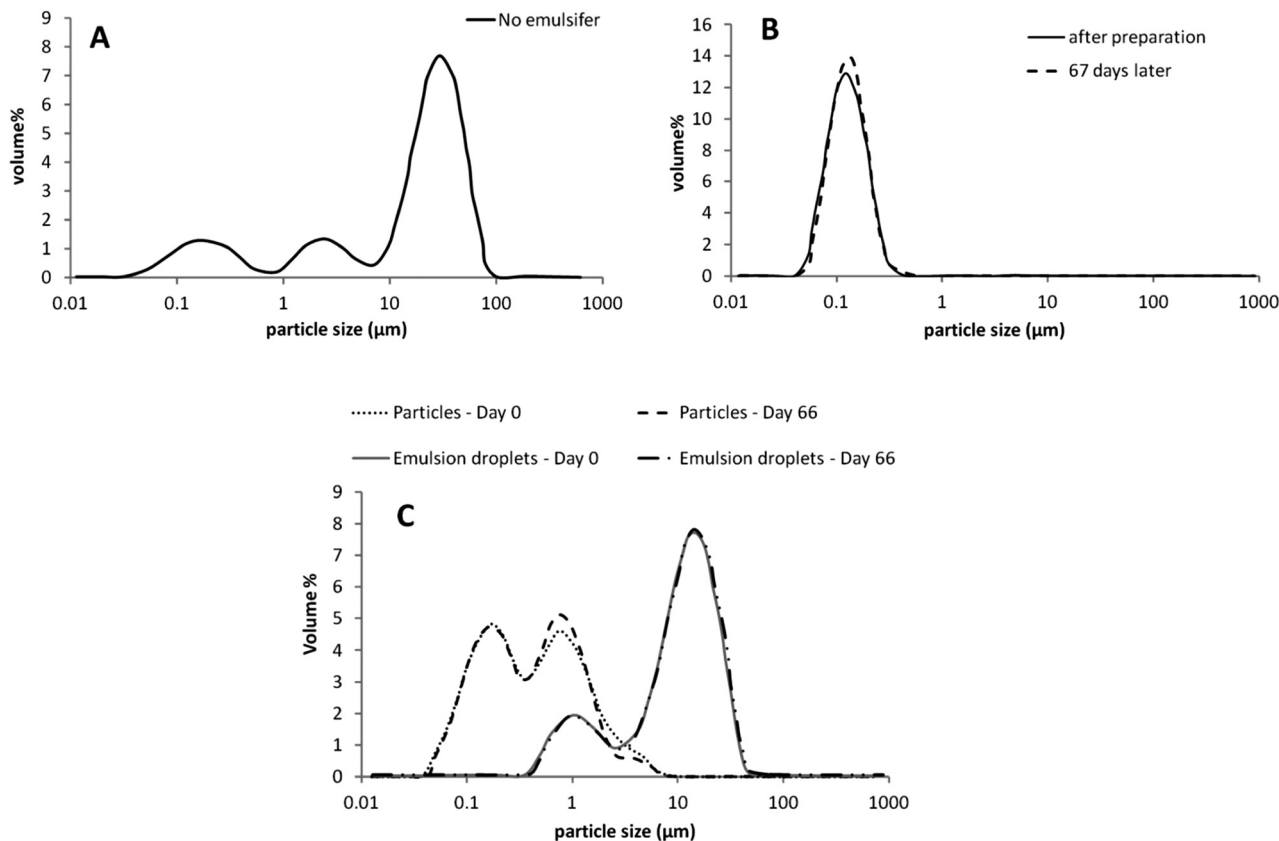 A
No emulsifer
9
8
7
6
5
4
3
2
1
0
volume%
0.01 0.1 1 10 100 1000
particle size (µm)
B
after preparation
67 days later
16
14
12
10
8
6
4
2
0
volume%
0.01 0.1 1 10 100 1000
particle size (µm)
Particles - Day 0 Particles - Day 66
Emulsion droplets - Day 0 Emulsion droplets - Day 66
C
9
8
7
6
5
4
3
2
1
0
Volume %
0.01 0.1 1 10 100 1000
particle size (µm)